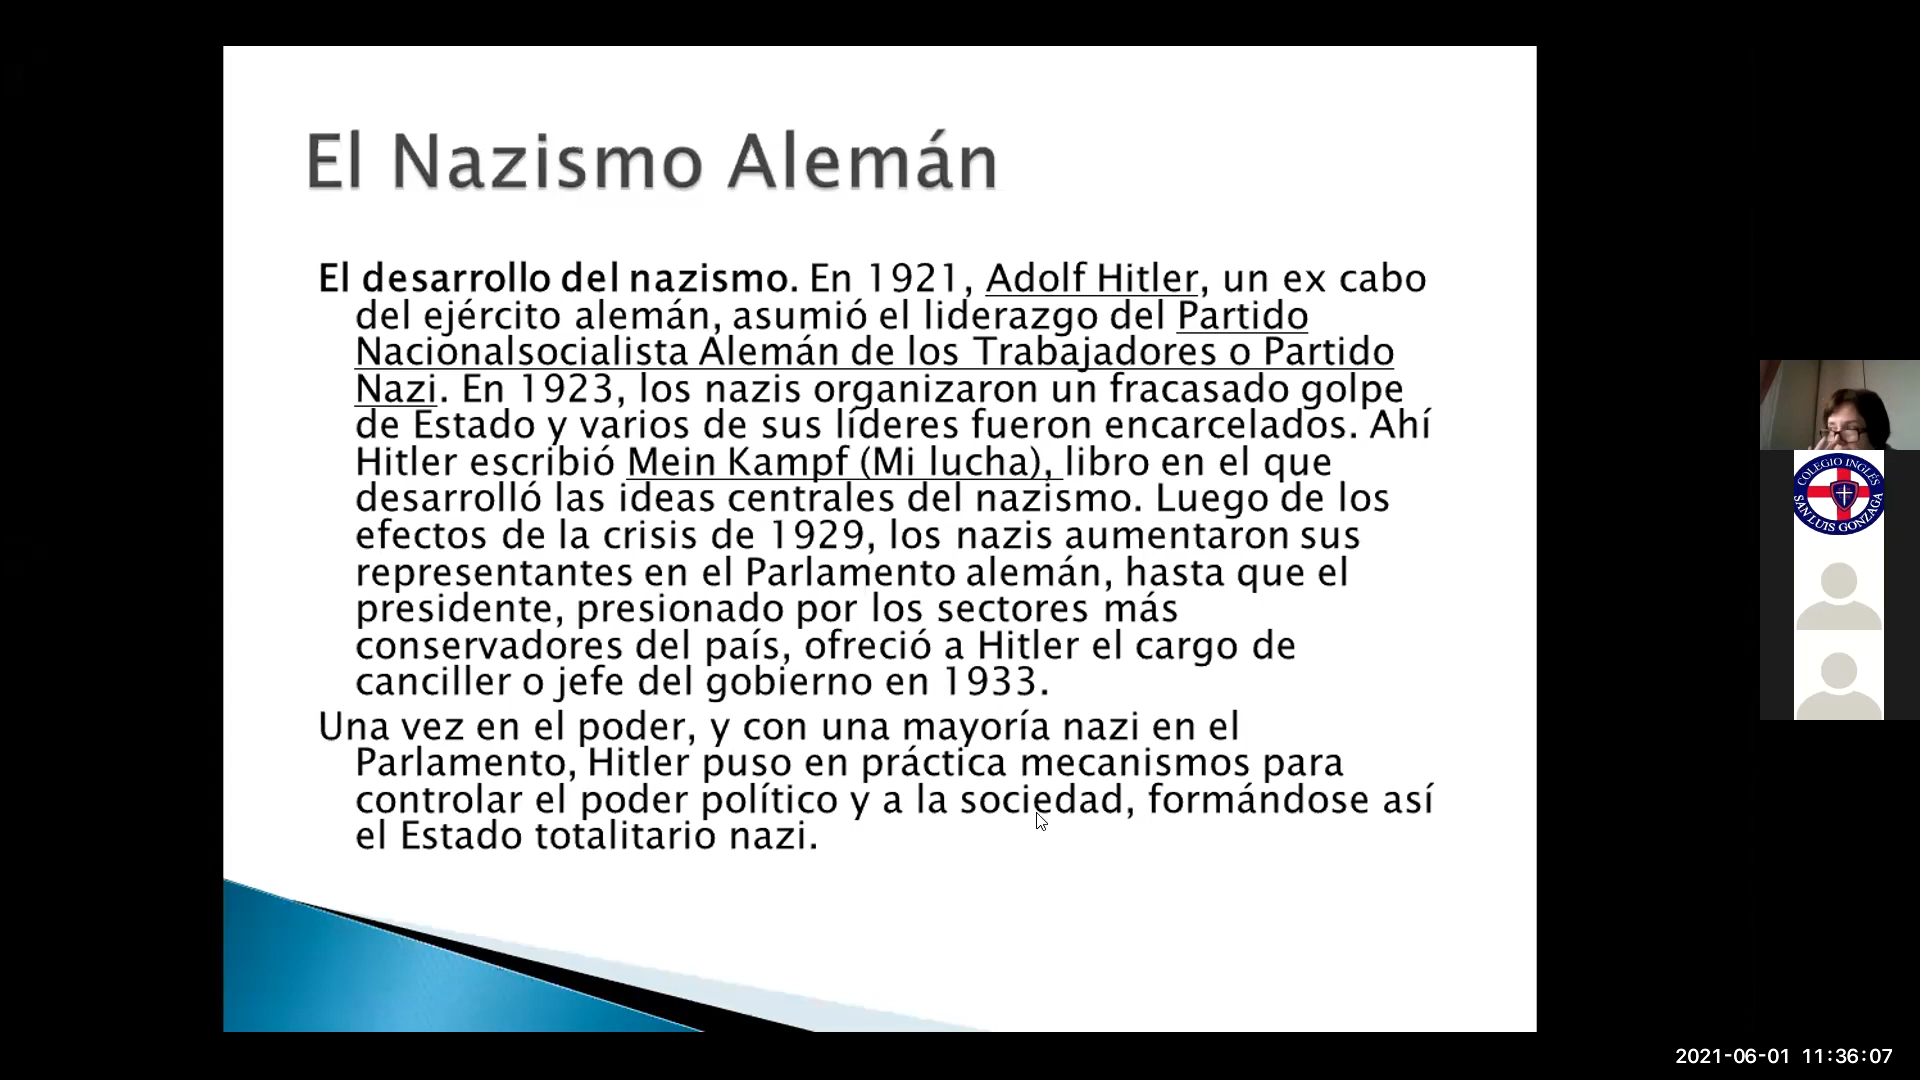 El Nazismo Alemán
El desarrollo del nazismo. En 1921, Adolf Hitler, un ex cabo
del ejército alemán, asumió el liderazgo del Partido
Nacionalsocialista Alemán de los Trabajadores o Partido
Nazi. En 1923, los nazis organizaron un fracasado golpe
de Estado y varios de sus líderes fueron encarcelados. Ahí
Hitler escribió Mein Kampf (Mi lucha), libro en el que
desarrolló las ideas centrales del nazismo. Luego de los
efectos de la crisis de 1929, los nazis aumentaron sus
representantes en el Parlamento alemán, hasta que el
presidente, presionado por los sectores más
conservadores del país, ofreció a Hitler el cargo de
canciller o jefe del gobierno en 1933.
Una vez en el poder, y con una mayoría nazi en el
Parlamento, Hitler puso en práctica mecanismos para
controlar el poder político y a la sociedad, formándose así
el Estado totalitario nazi.
COLEGIO INGLÉS
SAN LUIS GONZAGA
2021-06-01 11:36:07